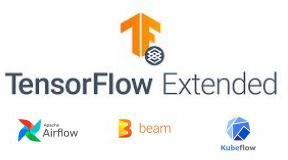 TensorFlow Extended
Apache
Airflow
beam
Kubeflow